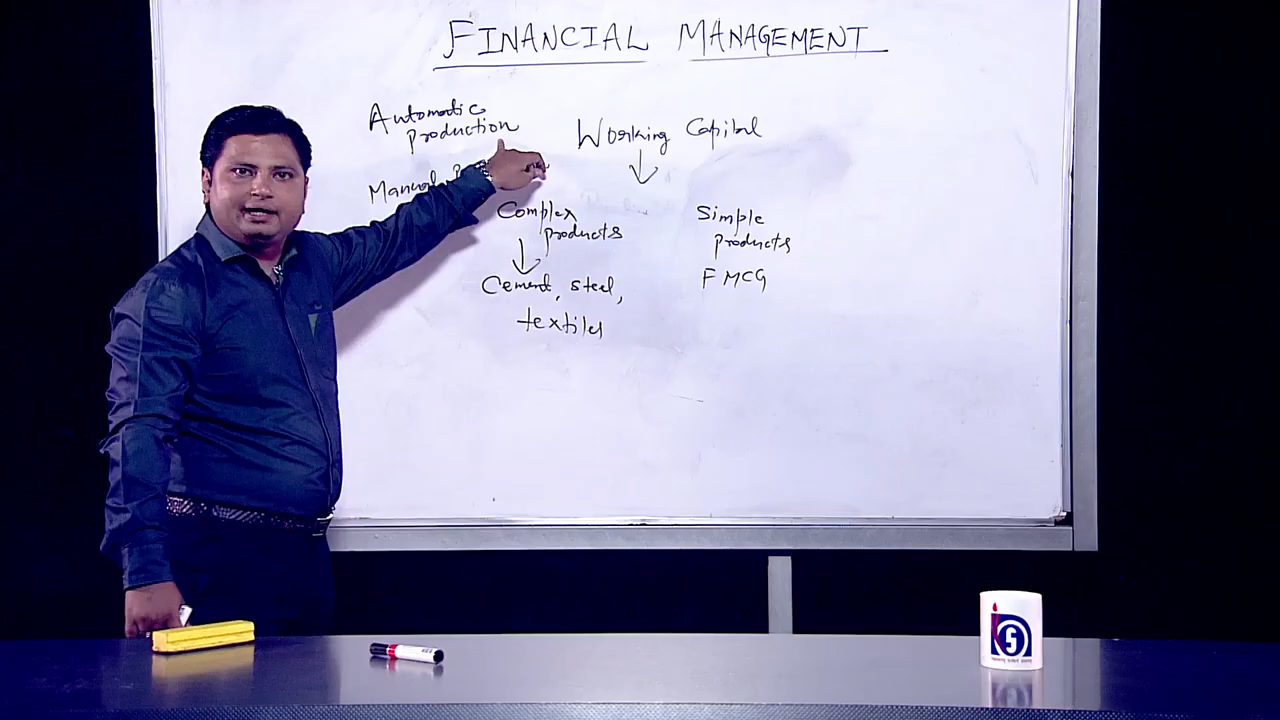 FINANCIAL MANAGEMENT
Automatic
production
Working Capital
Manual
Complex
products
Simple
products
Cement, steel,
textiles
FMCG